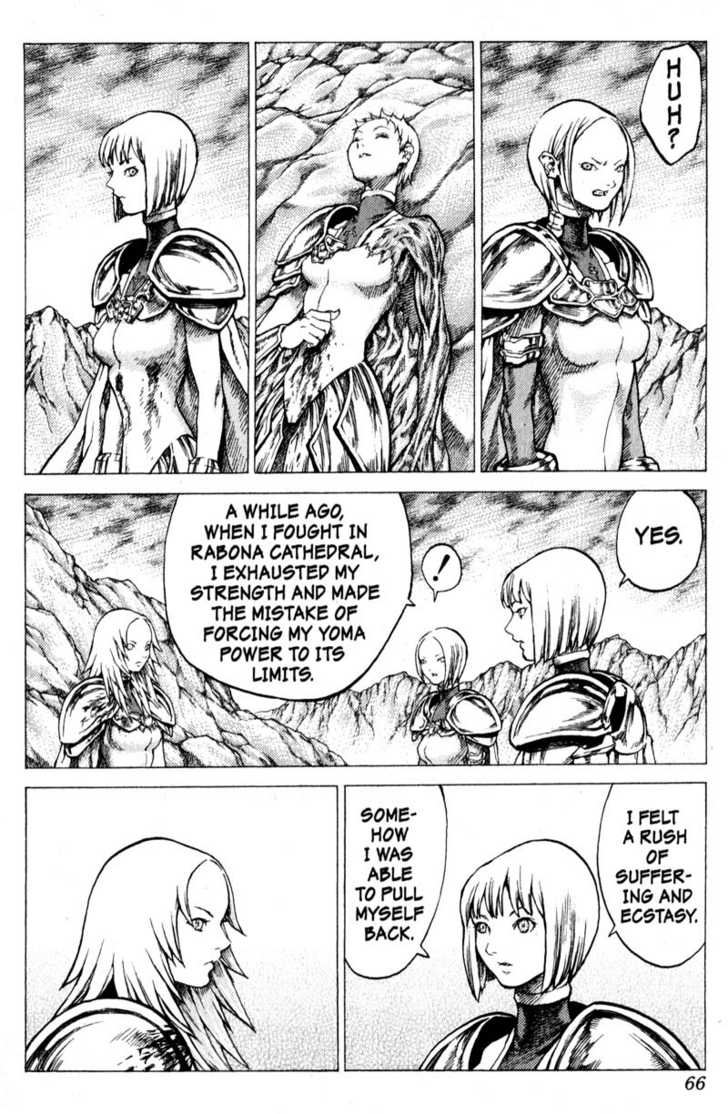 HUH?
YES.
!
A WHILE AGO,
WHEN I FOUGHT IN
RABONA CATHEDRAL,
I EXHAUSTED MY
STRENGTH AND MADE
THE MISTAKE OF
FORCING MY YOMA
POWER TO ITS
LIMITS.
I FELT
A RUSH
OF
SUFFER-
ING AND
ECSTASY.
SOME-
HOW
I WAS
ABLE
TO PULL
MYSELF
BACK.
66